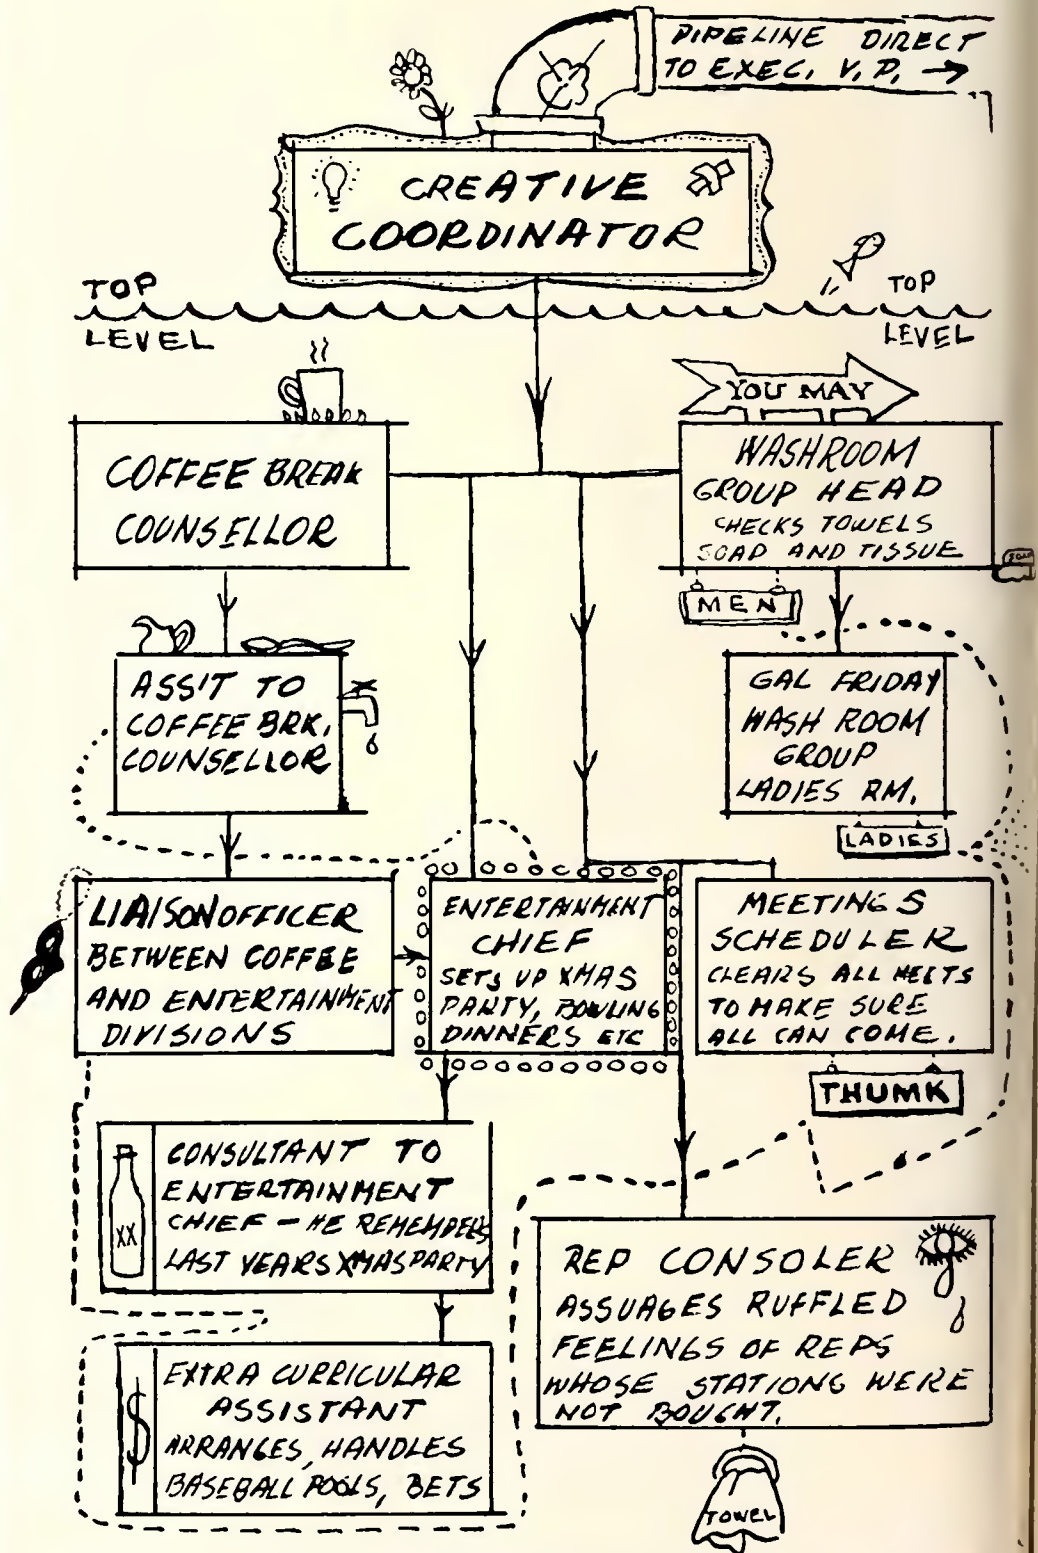 PIPELINE DIRECT
TO EXEC. V. P. →
CREATIVE
COORDINATOR
TOP
LEVEL
TOP
LEVEL
COFFEE BREAK
COUNSELLOR
YOU MAY
WASHROOM
GROUP HEAD
CHECKS TOWELS
SOAP AND TISSUE
SOAP
MEN
ASS'T TO
COFFEE BRK.
COUNSELLOR
GAL FRIDAY
WASH ROOM
GROUP
LADIES RM.
LADIES
LIAISON OFFICER
BETWEEN COFFEE
AND ENTERTAINMENT
DIVISIONS
ENTERTAINMENT
CHIEF
SETS UP XMAS
PARTY, BOWLING
DINNERS ETC
MEETINGS
SCHEDULER
CLEARS ALL MEETS
TO MAKE SURE
ALL CAN COME.
THUMK
XX
CONSULTANT TO
ENTERTAINMENT
CHIEF — HE REMEMBERS
LAST YEARS XMAS PARTY
REP CONSOLER
ASSUAGES RUFFLED
FEELINGS OF REPS
WHOSE STATIONS WERE
NOT BOUGHT.
$
EXTRA CURRICULAR
ASSISTANT
ARRANGES, HANDLES
BASEBALL POOLS, BETS
TOWEL